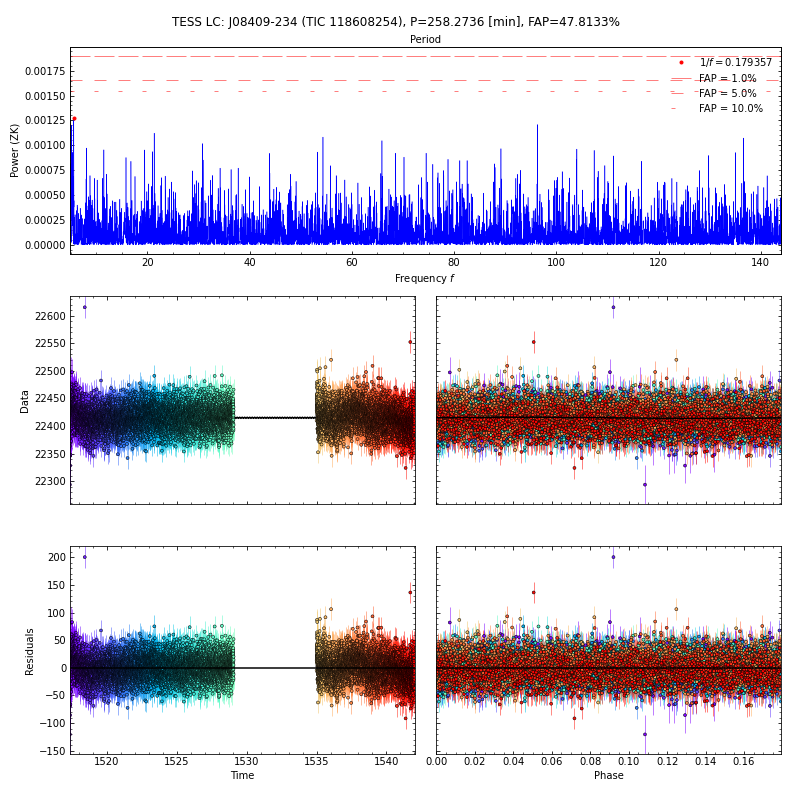 TESS LC: J08409-234 (TIC 118608254), P=258.2736 [min], FAP=47.8133%
Period
Power (ZK)
0.00175
0.00150
0.00125
0.00100
0.00075
0.00050
0.00025
0.00000
1/f = 0.179357
FAP = 1.0%
FAP = 5.0%
FAP = 10.0%
20 40 60 80 100 120 140
Frequency f
Data
22600
22550
22500
22450
22400
22350
22300
Residuals
200
150
100
50
0
−50
−100
−150
1520 1525 1530 1535 1540
Time
0.00 0.02 0.04 0.06 0.08 0.10 0.12 0.14 0.16
Phase